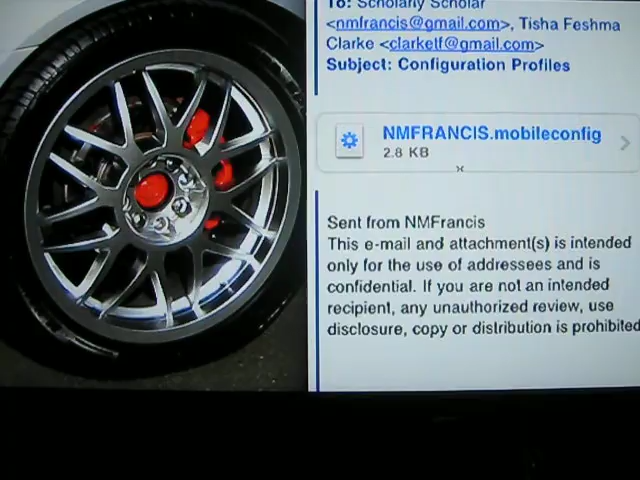 To: Scholarly Scholar
<nmfrancis@gmail.com>, Tisha Feshma
Clarke <clarketf@gmail.com>
Subject: Configuration Profiles
NMFRANCIS.mobileconfig
2.8 KB
Sent from NMFrancis
This e-mail and attachment(s) is intended
only for the use of addressees and is
confidential. If you are not an intended
recipient, any unauthorized review, use
disclosure, copy or distribution is prohibited